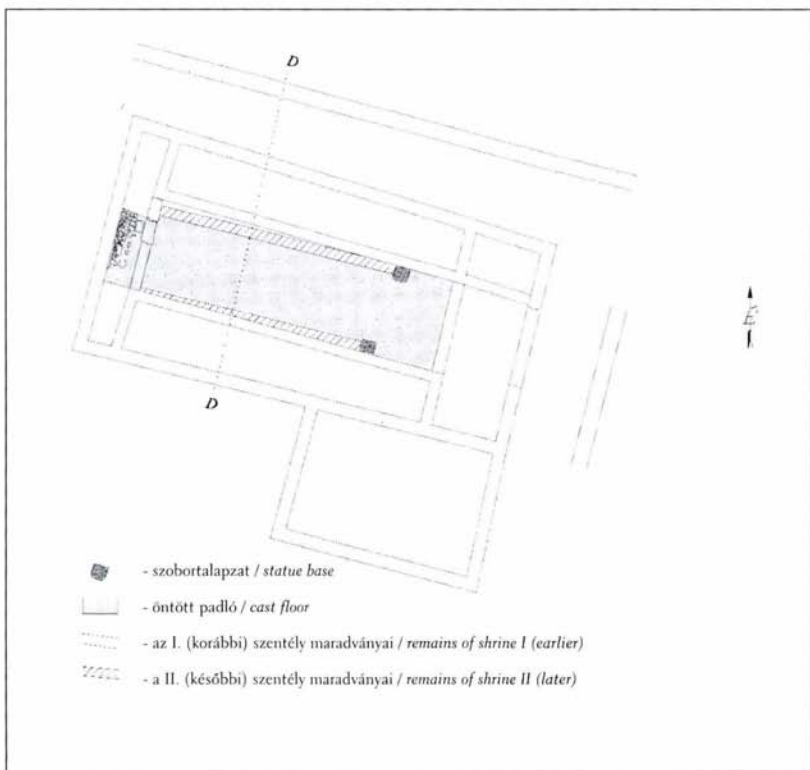 D
É
D
- szobortalapzat / statue base
- öntött padló / cast floor
- az I. (korábbi) szentély maradványai / remains of shrine I (earlier)
- a II. (későbbi) szentély maradványai / remains of shrine II (later)